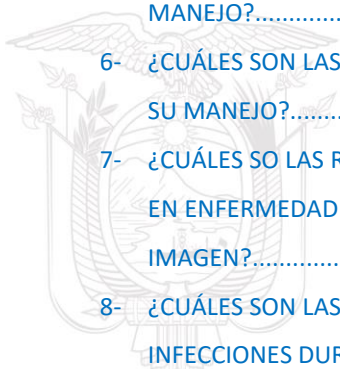 MANEJO?...............
6- ¿CUÁLES SON LAS
SU MANEJO?.........
7- ¿CUÁLES SO LAS R
EN ENFERMEDAD
IMAGEN?..............
8- ¿CUÁLES SON LAS
INFECCIONES DUR